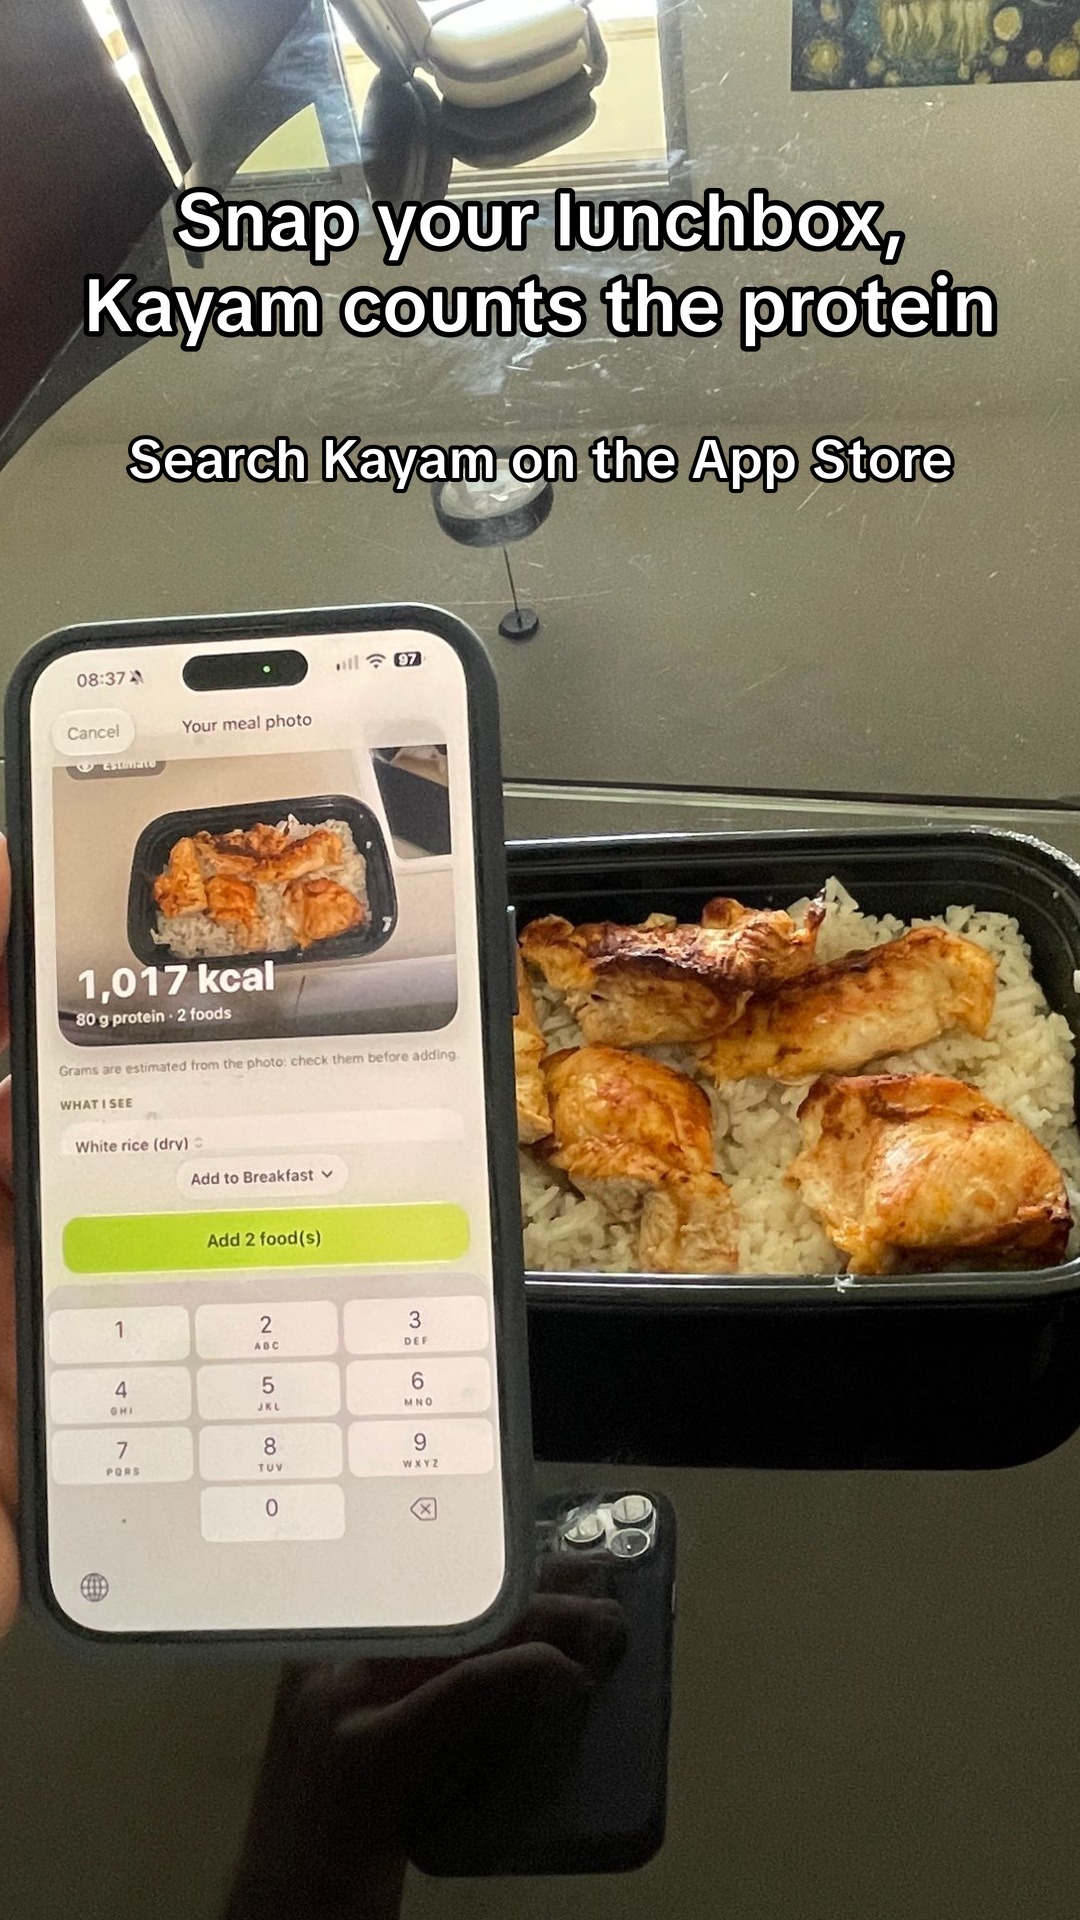 Snap your lunchbox,
Kayam counts the protein
Search Kayam on the App Store
08:37
97
Cancel
Your meal photo
Estimate
1,017 kcal
80 g protein · 2 foods
Grams are estimated from the photo: check them before adding.
WHAT I SEE
White rice (dry)
Add to Breakfast
Add 2 food(s)
1
2
ABC
3
DEF
4
GHI
5
JKL
6
MNO
7
PQRS
8
TUV
9
WXYZ
.
0